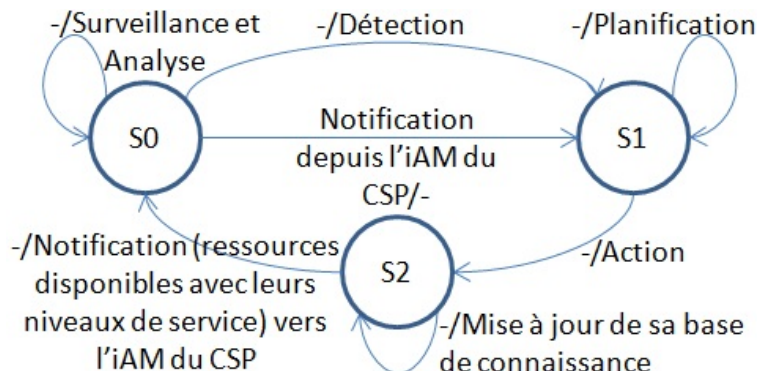 -/Surveillance et
Analyse
-/Détection
-/Planification
S0
Notification
depuis l'iAM du
CSP/-
S1
-/Notification (ressources
disponibles avec leurs
niveaux de service) vers
l'iAM du CSP
S2
-/Action
-/Mise à jour de sa base
de connaissance